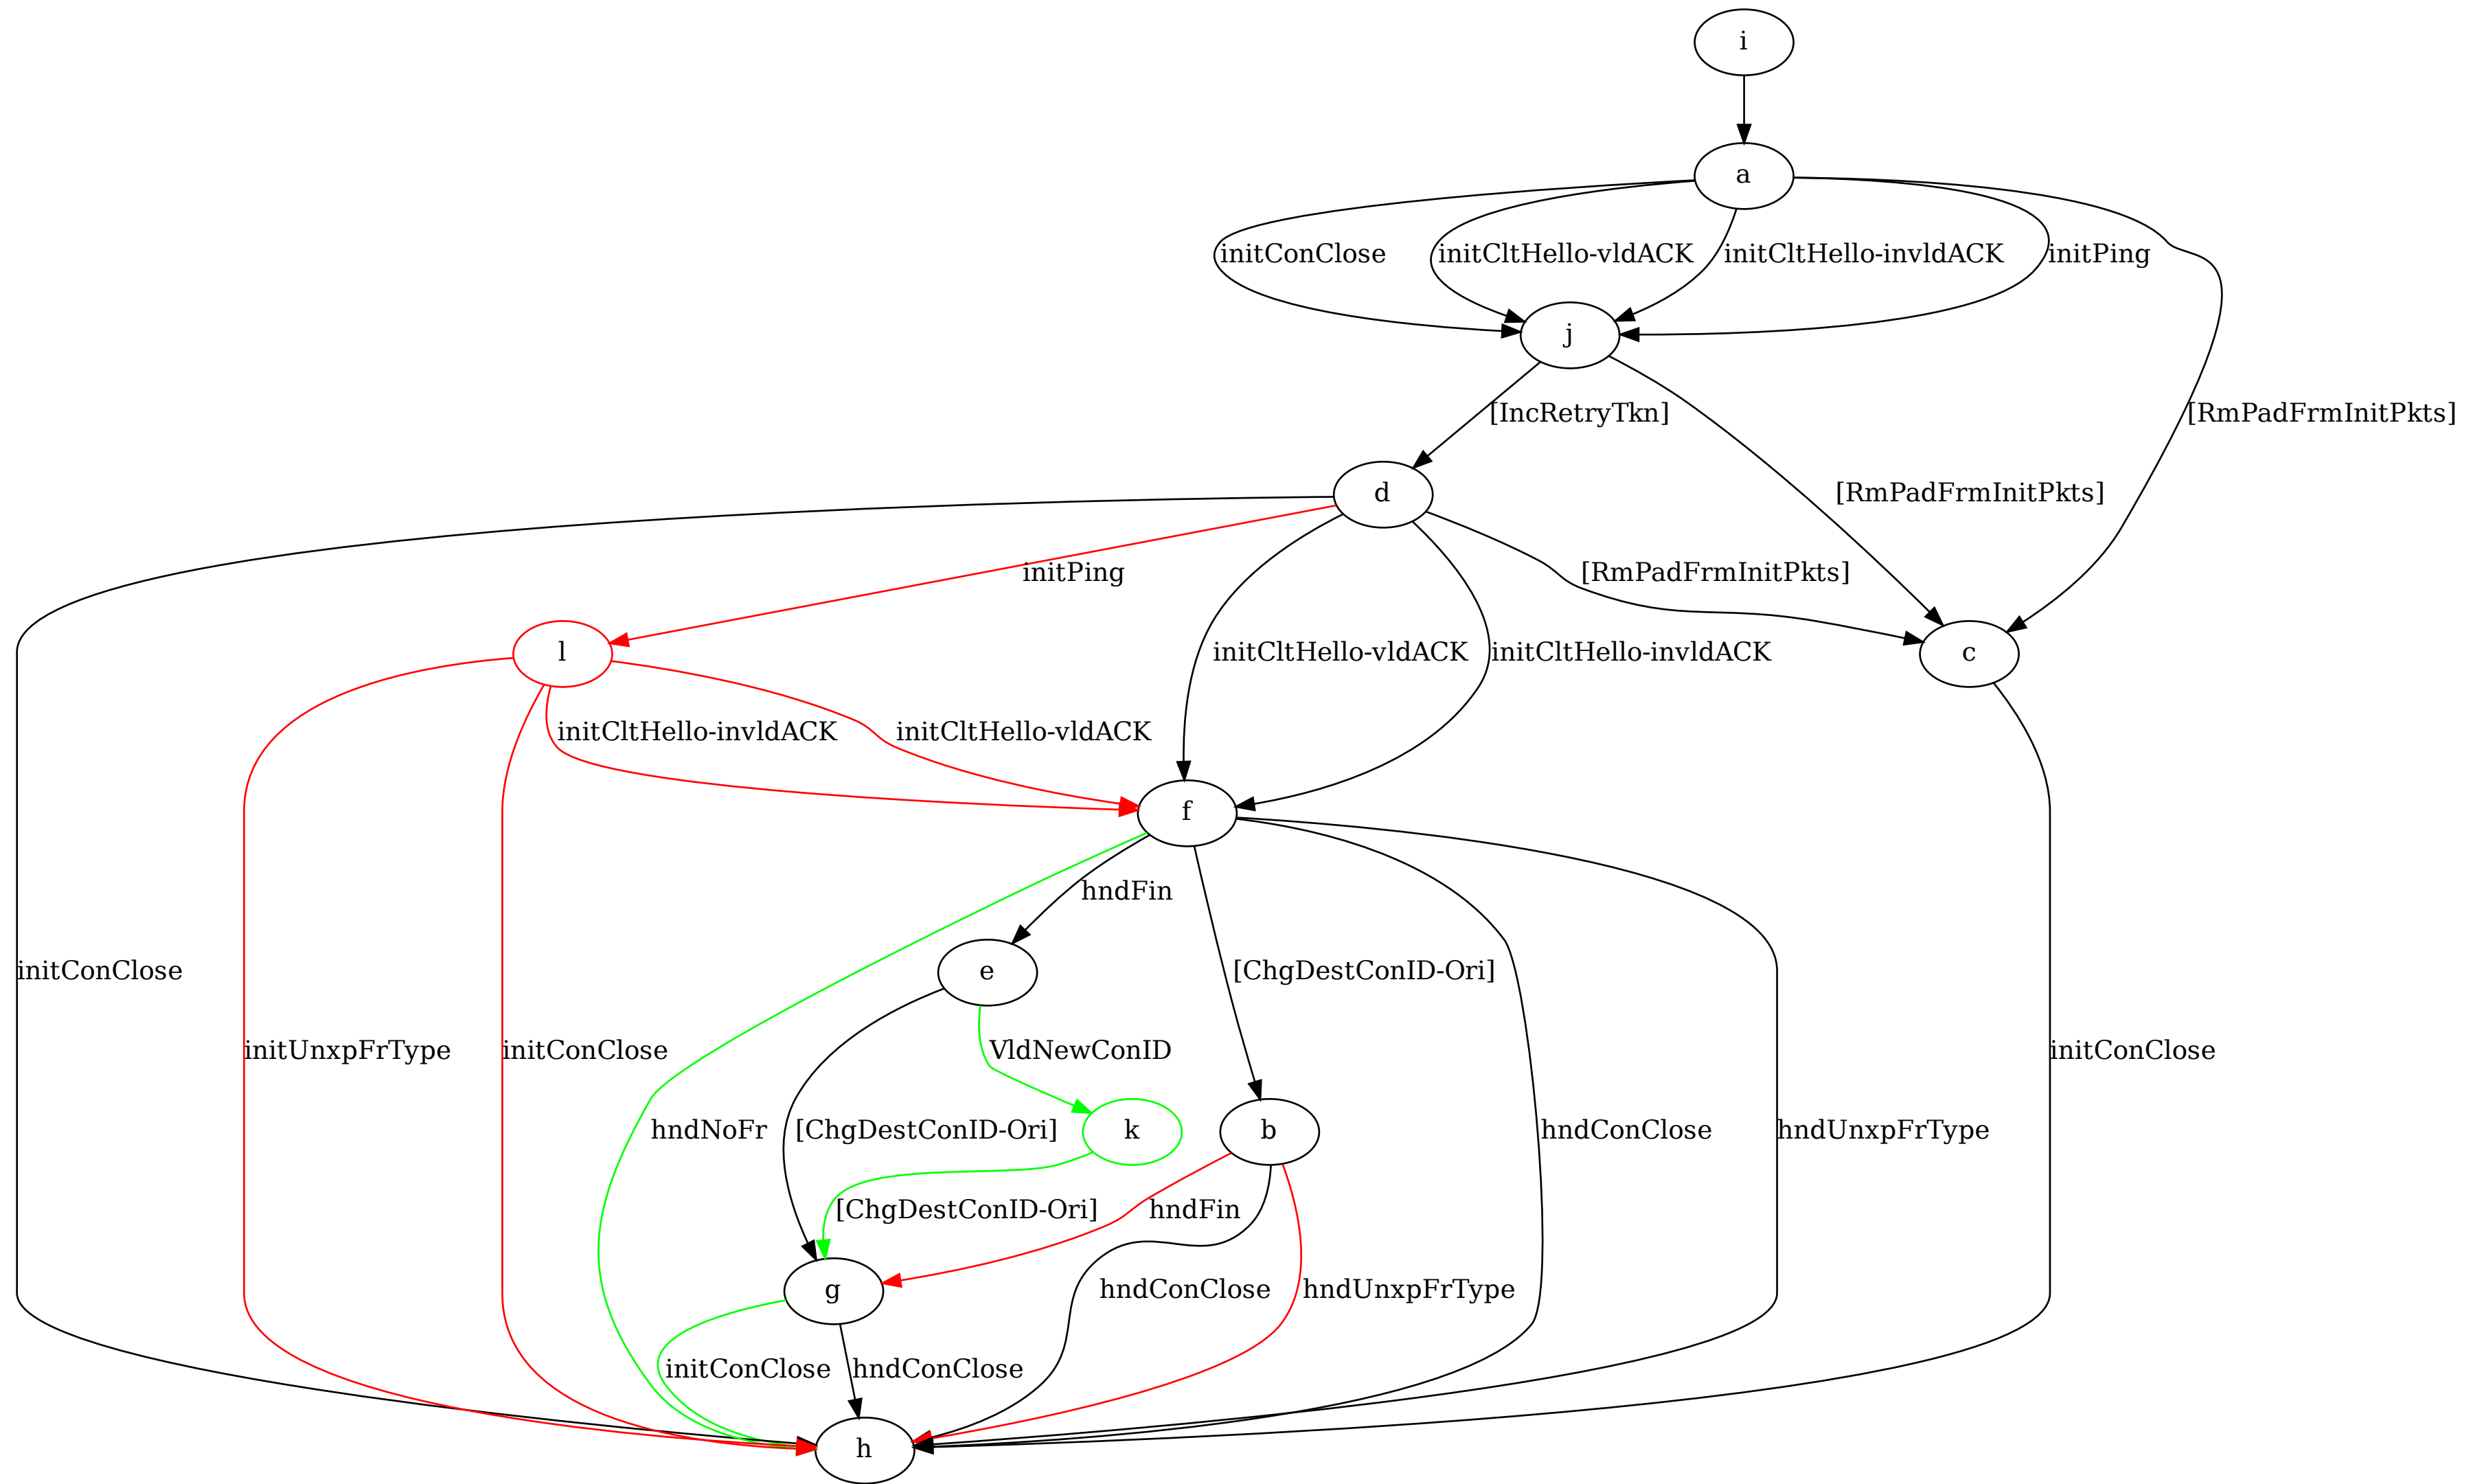 i
a
initConClose
initCltHello-vldACK
initCltHello-invldACK
initPing
j
[IncRetryTkn]
[RmPadFrmInitPkts]
d
[RmPadFrmInitPkts]
initPing
[RmPadFrmInitPkts]
l
initCltHello-vldACK
initCltHello-invldACK
c
initCltHello-invldACK
initCltHello-vldACK
f
hndFin
initConClose
e
[ChgDestConID-Ori]
initUnxpFrType
initConClose
VldNewConID
initConClose
hndNoFr
[ChgDestConID-Ori]
k
b
hndConClose
hndUnxpFrType
[ChgDestConID-Ori]
hndFin
g
hndConClose
hndUnxpFrType
initConClose
hndConClose
h